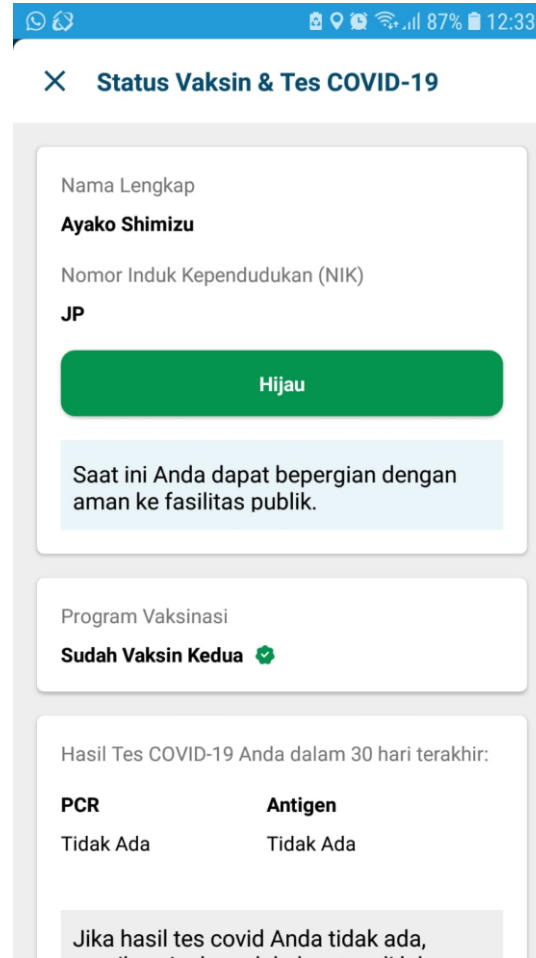 87% 12:33
Status Vaksin & Tes COVID-19
Nama Lengkap
Ayako Shimizu
Nomor Induk Kependudukan (NIK)
JP
Hijau
Saat ini Anda dapat bepergian dengan
aman ke fasilitas publik.
Program Vaksinasi
Sudah Vaksin Kedua
Hasil Tes COVID-19 Anda dalam 30 hari terakhir:
PCR Antigen
Tidak Ada Tidak Ada
Jika hasil tes covid Anda tidak ada,